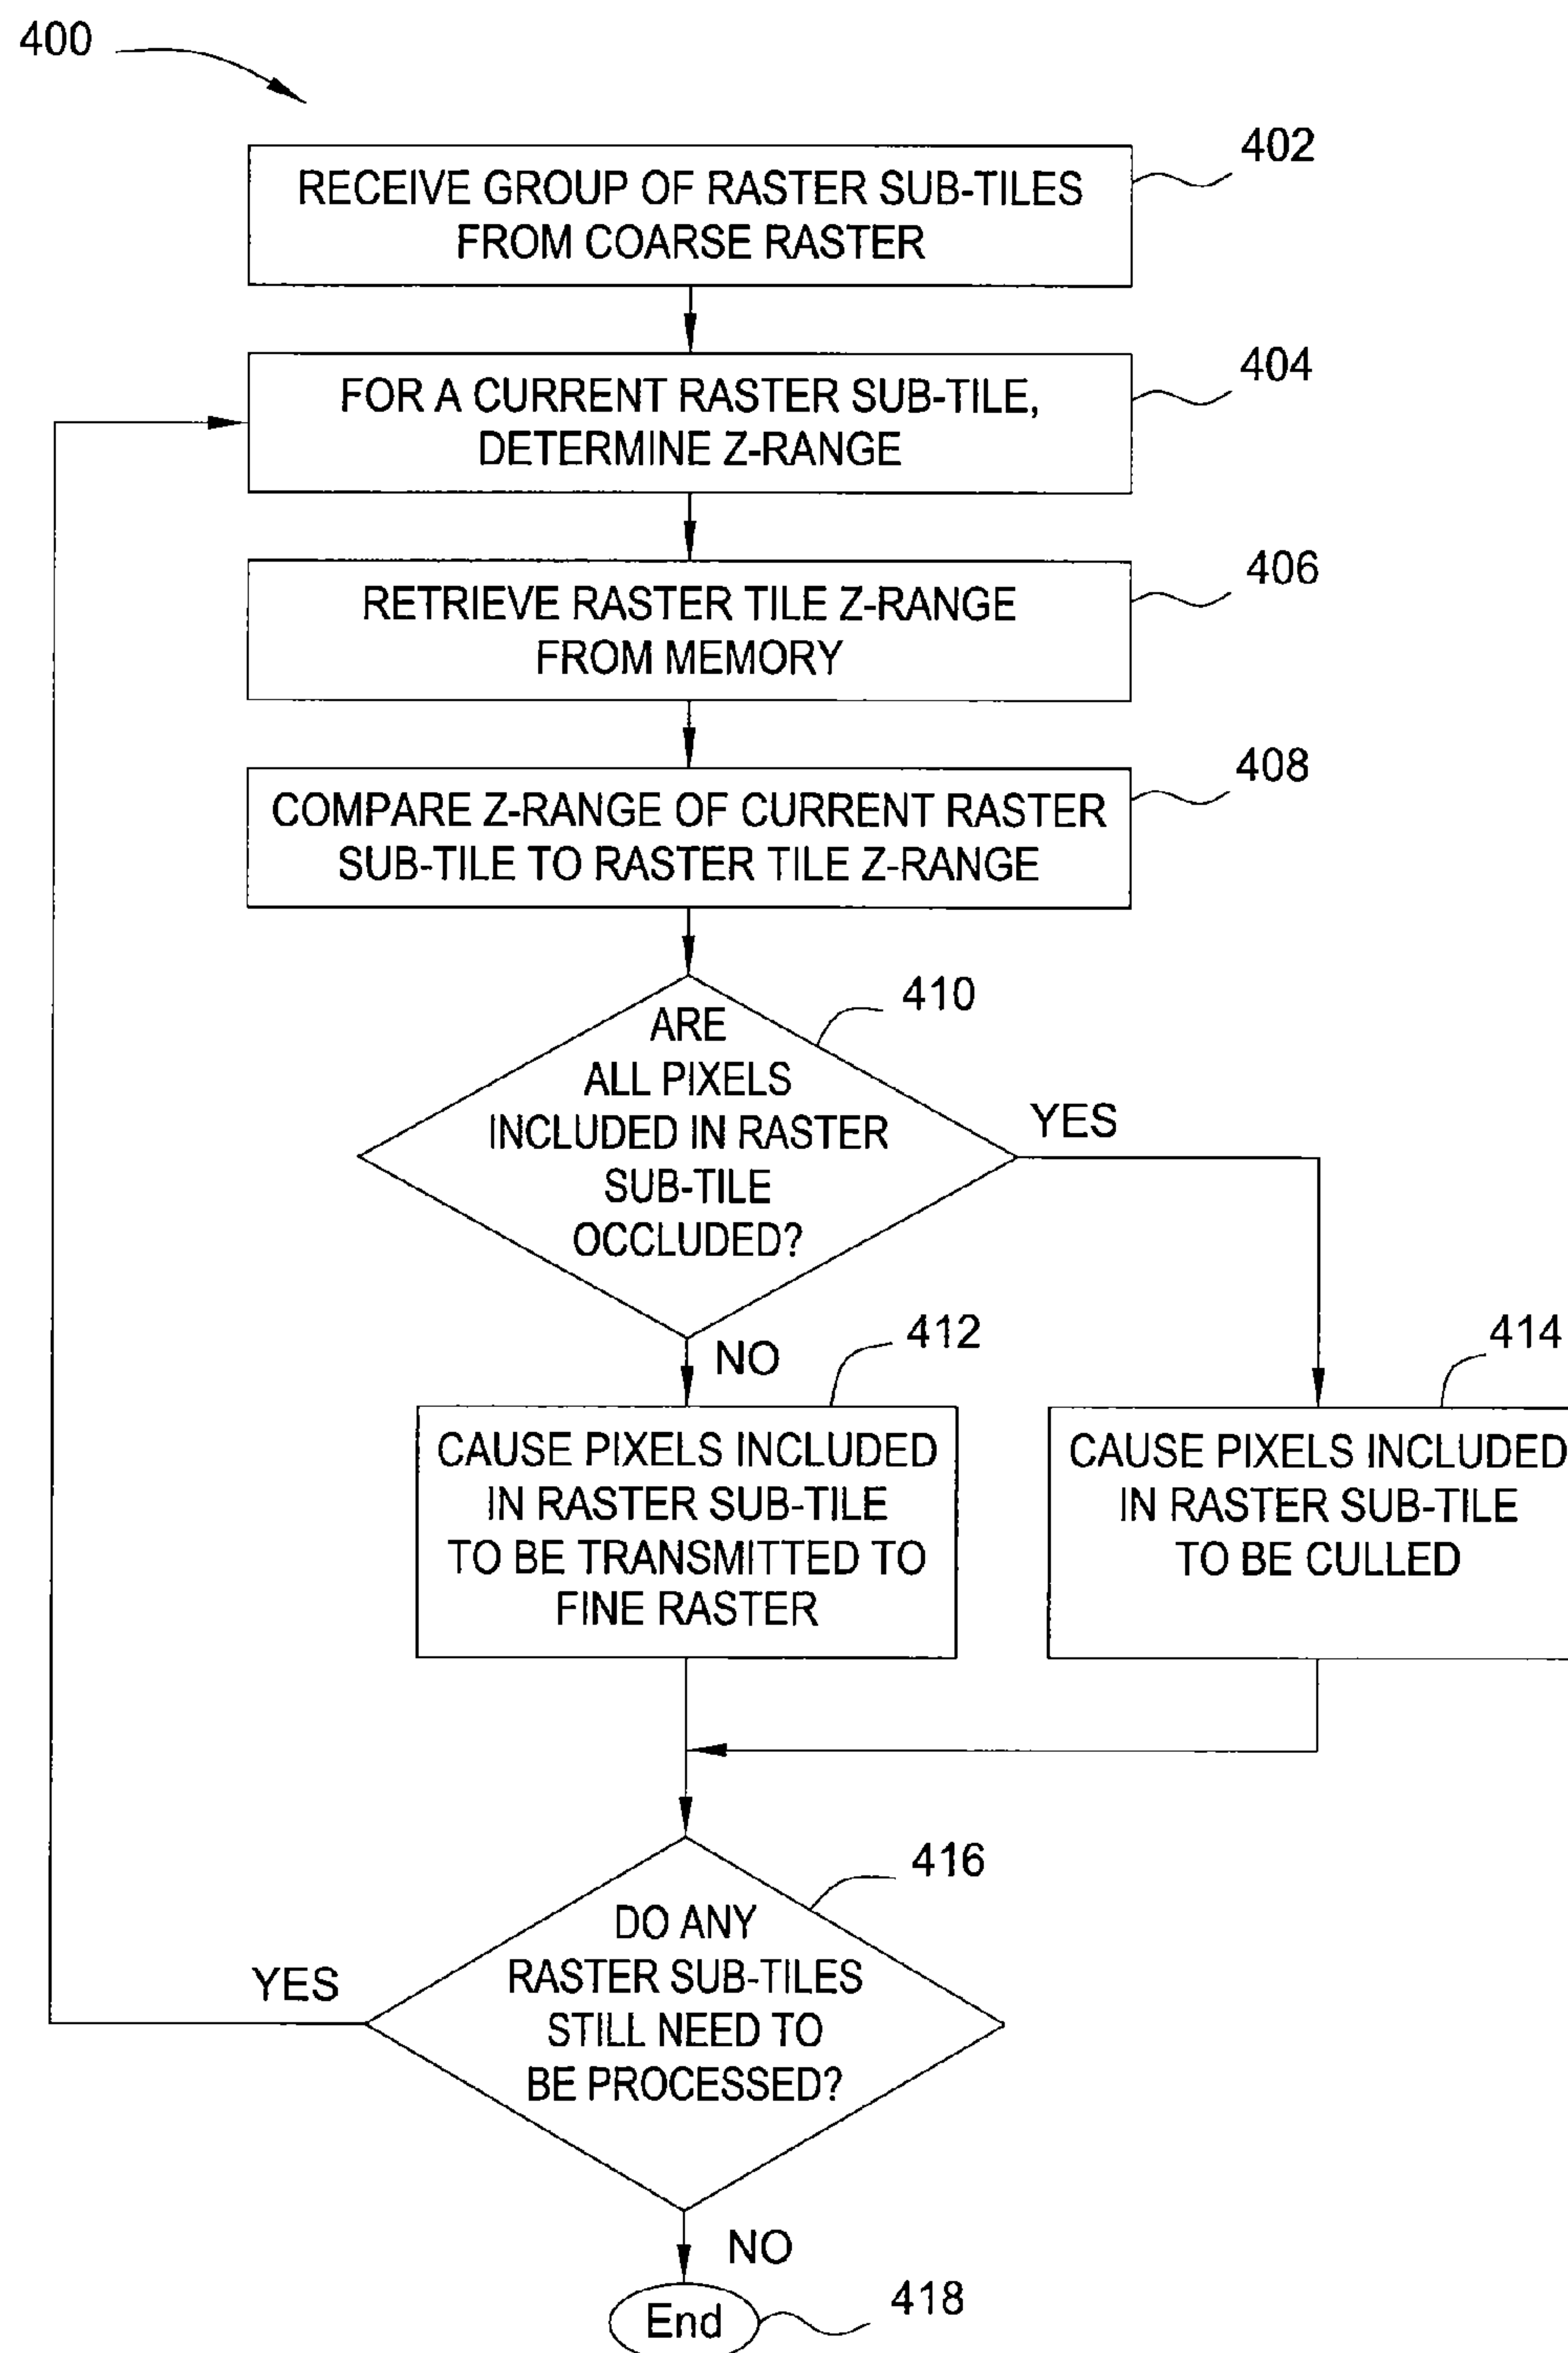 400
402
RECEIVE GROUP OF RASTER SUB-TILES
FROM COARSE RASTER
404
FOR A CURRENT RASTER SUB-TILE,
DETERMINE Z-RANGE
406
RETRIEVE RASTER TILE Z-RANGE
FROM MEMORY
408
COMPARE Z-RANGE OF CURRENT RASTER
SUB-TILE TO RASTER TILE Z-RANGE
410
ARE
ALL PIXELS
INCLUDED IN RASTER
SUB-TILE
OCCLUDED?
YES
NO
412
CAUSE PIXELS INCLUDED
IN RASTER SUB-TILE
TO BE TRANSMITTED TO
FINE RASTER
414
CAUSE PIXELS INCLUDED
IN RASTER SUB-TILE
TO BE CULLED
416
DO ANY
RASTER SUB-TILES
STILL NEED TO
BE PROCESSED?
YES
NO
End
418